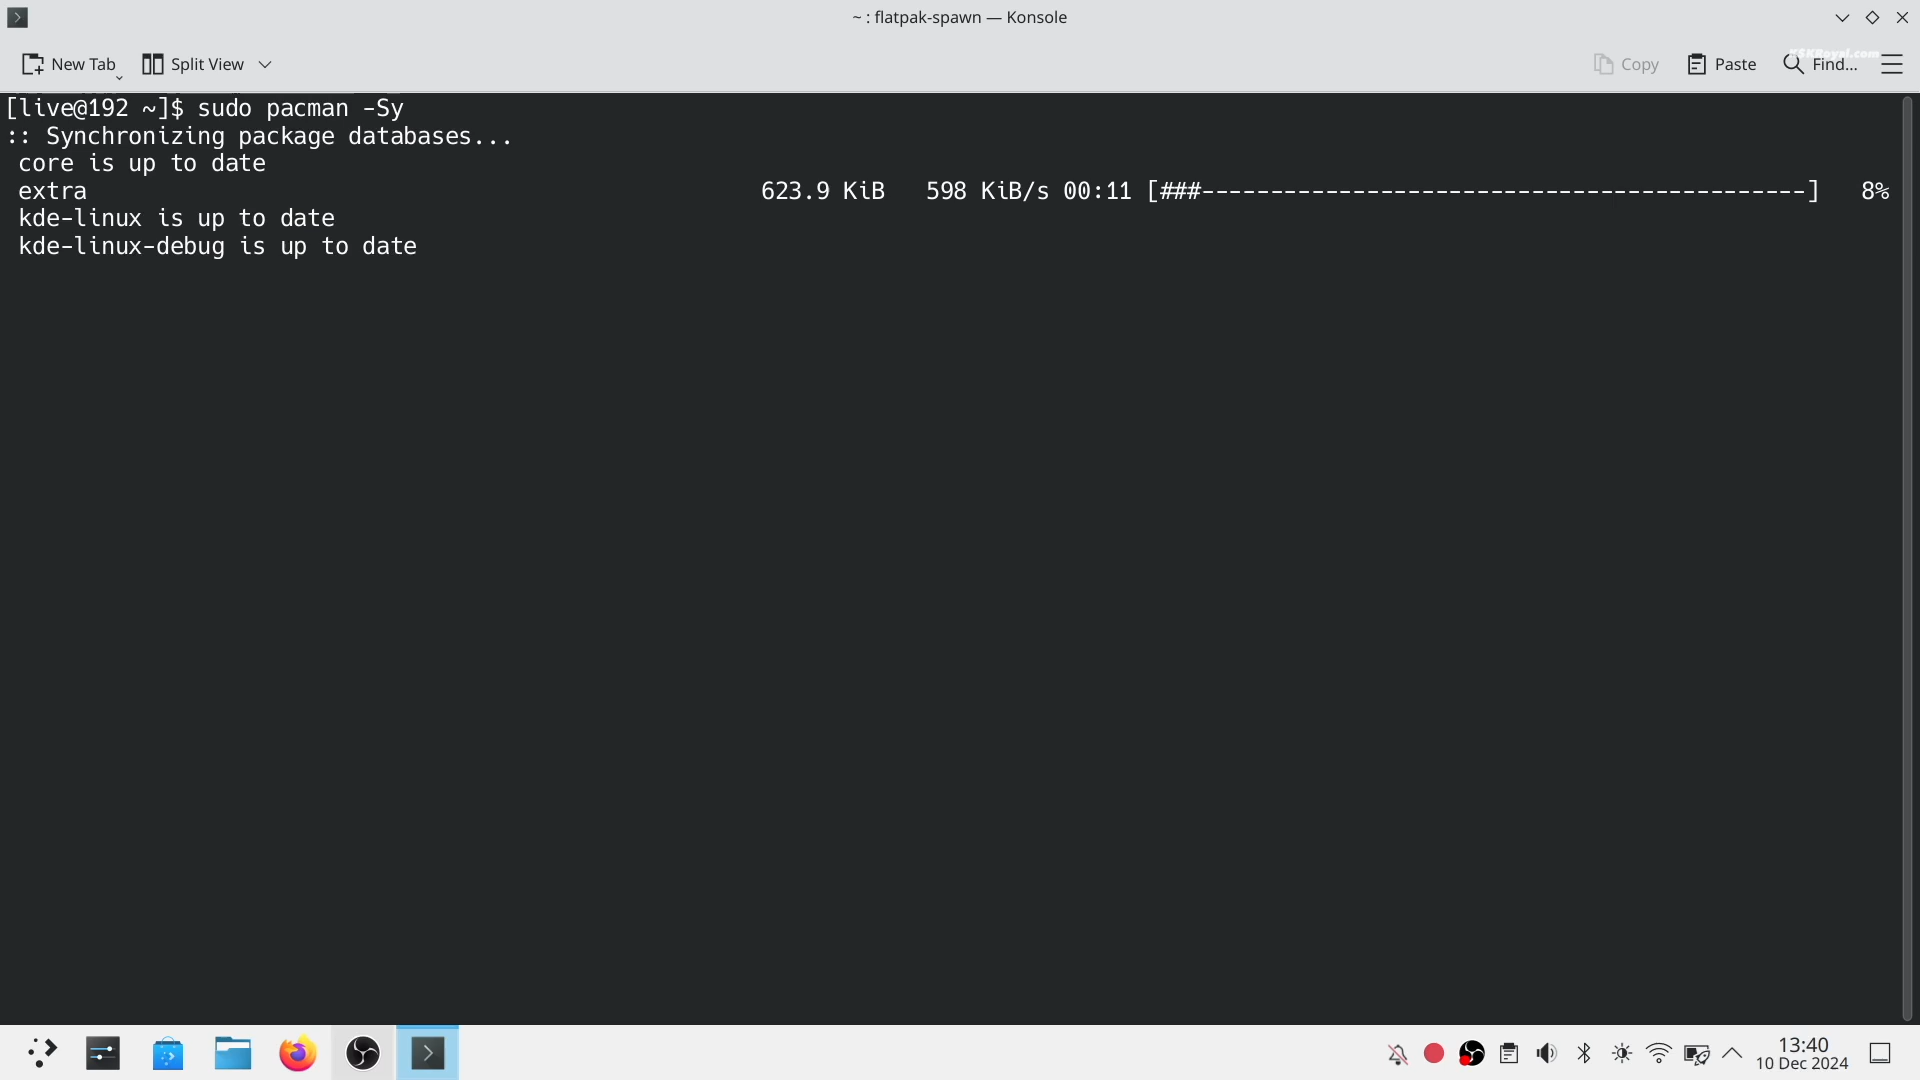 ~ : flatpak-spawn — Konsole
New Tab Split View Copy Paste Find...
KSKRoyal.com
[live@192 ~]$ sudo pacman -Sy
:: Synchronizing package databases...
core is up to date
extra 623.9 KiB 598 KiB/s 00:11 [###--------------------------------------------] 8%
kde-linux is up to date
kde-linux-debug is up to date
13:40
10 Dec 2024